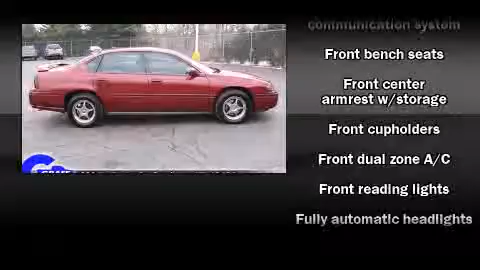 communication system
Front bench seats
Front center
armrest w/storage
Front cupholders
Front dual zone A/C
Front reading lights
Fully automatic headlights